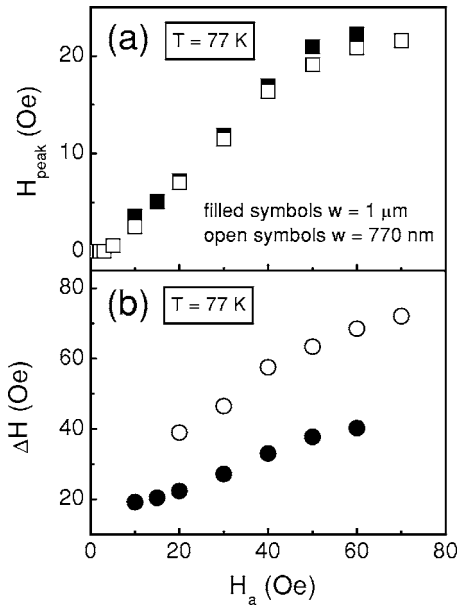 (a)
T = 77 K
20
10
0
H_peak (Oe)
filled symbols w = 1 μm
open symbols w = 770 nm
(b)
T = 77 K
80
60
40
20
ΔH (Oe)
0 20 40 60 80
H_a (Oe)